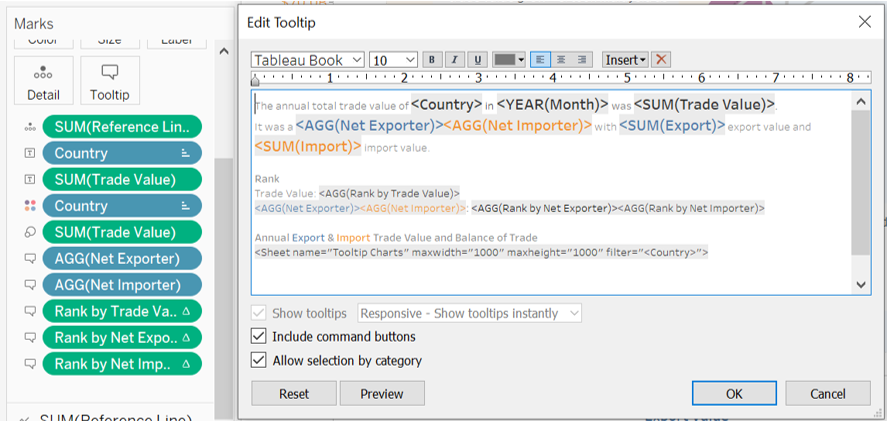 Marks
Color Size Label
Detail Tooltip
SUM(Reference Lin..
Country
SUM(Trade Value)
Country
SUM(Trade Value)
AGG(Net Exporter)
AGG(Net Importer)
Rank by Trade Va.. Δ
Rank by Net Expo.. Δ
Rank by Net Imp... Δ
SUM(Reference Line)
Edit Tooltip
Tableau Book 10 B I U Insert
1 2 3 4 5 6 7 8
The annual total trade value of <Country> in <YEAR(Month)> was <SUM(Trade Value)>.
It was a <AGG(Net Exporter)><AGG(Net Importer)> with <SUM(Export)> export value and
<SUM(Import)> import value.
Rank
Trade Value: <AGG(Rank by Trade Value)>
<AGG(Net Exporter)><AGG(Net Importer)>: <AGG(Rank by Net Exporter)><AGG(Rank by Net Importer)>
Annual Export & Import Trade Value and Balance of Trade
<Sheet name="Tooltip Charts" maxwidth="1000" maxheight="1000" filter="<Country>">
Show tooltips Responsive - Show tooltips instantly
Include command buttons
Allow selection by category
Reset Preview OK Cancel
Export Value